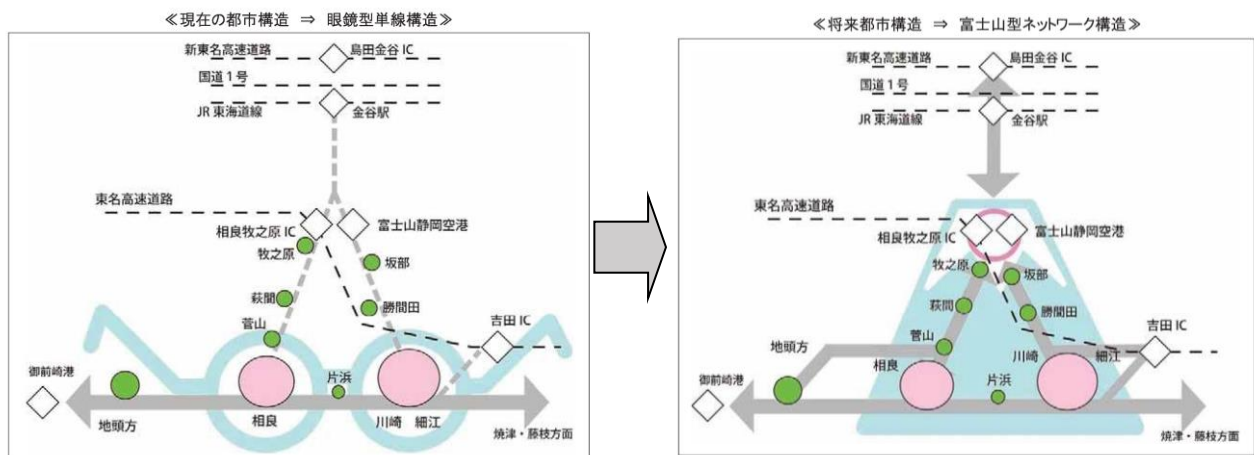 ≪現在の都市構造 ⇒ 眼鏡型単線構造≫
新東名高速道路
島田金谷 IC
国道1号
JR 東海道線
金谷駅
東名高速道路
相良牧之原 IC
富士山静岡空港
牧之原
坂部
萩間
勝間田
菅山
吉田 IC
御前崎港
片浜
地頭方
相良
川崎 細江
焼津・藤枝方面
≪将来都市構造 ⇒ 富士山型ネットワーク構造≫
新東名高速道路
島田金谷 IC
国道1号
JR 東海道線
金谷駅
東名高速道路
相良牧之原 IC
富士山静岡空港
牧之原
坂部
萩間
勝間田
菅山
吉田 IC
地頭方
川崎 細江
相良
御前崎港
片浜
焼津・藤枝方面